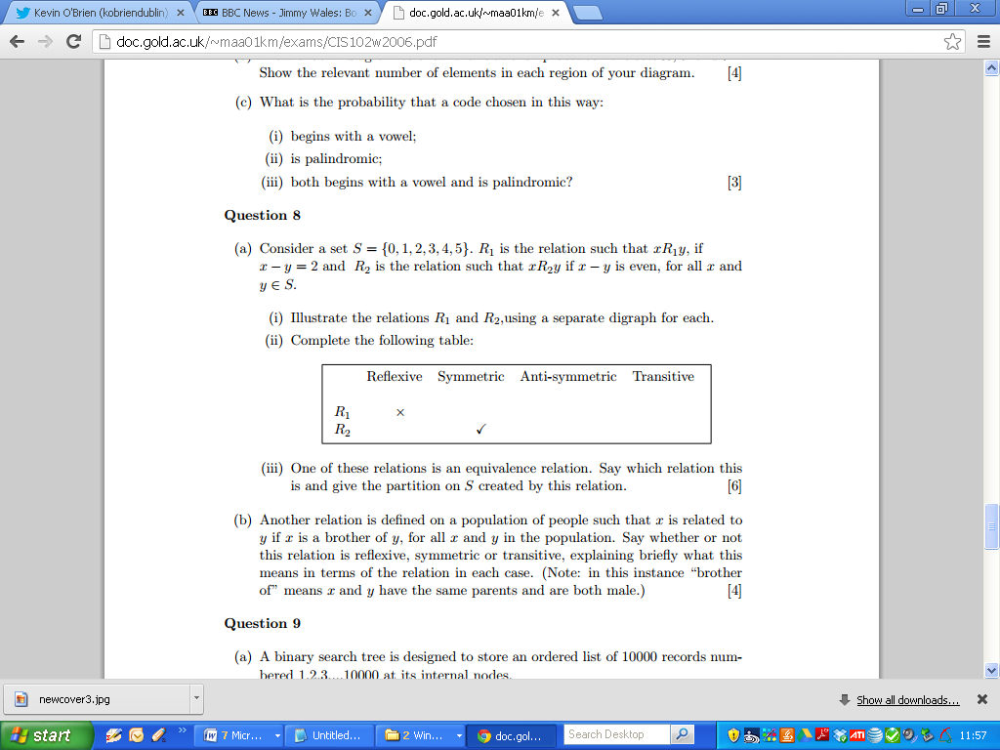 Kevin O'Brien (kobriendublin)
BBC BBC News - Jimmy Wales: Bo
doc.gold.ac.uk/~maa01km/e
doc.gold.ac.uk/~maa01km/exams/CIS102w2006.pdf
Show the relevant number of elements in each region of your diagram. [4]
(c) What is the probability that a code chosen in this way:
(i) begins with a vowel;
(ii) is palindromic;
(iii) both begins with a vowel and is palindromic? [3]
Question 8
(a) Consider a set S = {0, 1, 2, 3, 4, 5}. R₁ is the relation such that xR₁y, if
x − y = 2 and R₂ is the relation such that xR₂y if x − y is even, for all x and
y ∈ S.
(i) Illustrate the relations R₁ and R₂,using a separate digraph for each.
(ii) Complete the following table:
Reflexive Symmetric Anti-symmetric Transitive
R₁ ×
R₂ ✓
(iii) One of these relations is an equivalence relation. Say which relation this
is and give the partition on S created by this relation. [6]
(b) Another relation is defined on a population of people such that x is related to
y if x is a brother of y, for all x and y in the population. Say whether or not
this relation is reflexive, symmetric or transitive, explaining briefly what this
means in terms of the relation in each case. (Note: in this instance “brother
of” means x and y have the same parents and are both male.) [4]
Question 9
(a) A binary search tree is designed to store an ordered list of 10000 records num-
bered 1,2,3,...10000 at its internal nodes.
newcover3.jpg
Show all downloads...
start
7 Micr...
Untitled...
2 Win...
doc.gol...
Search Desktop
11:57